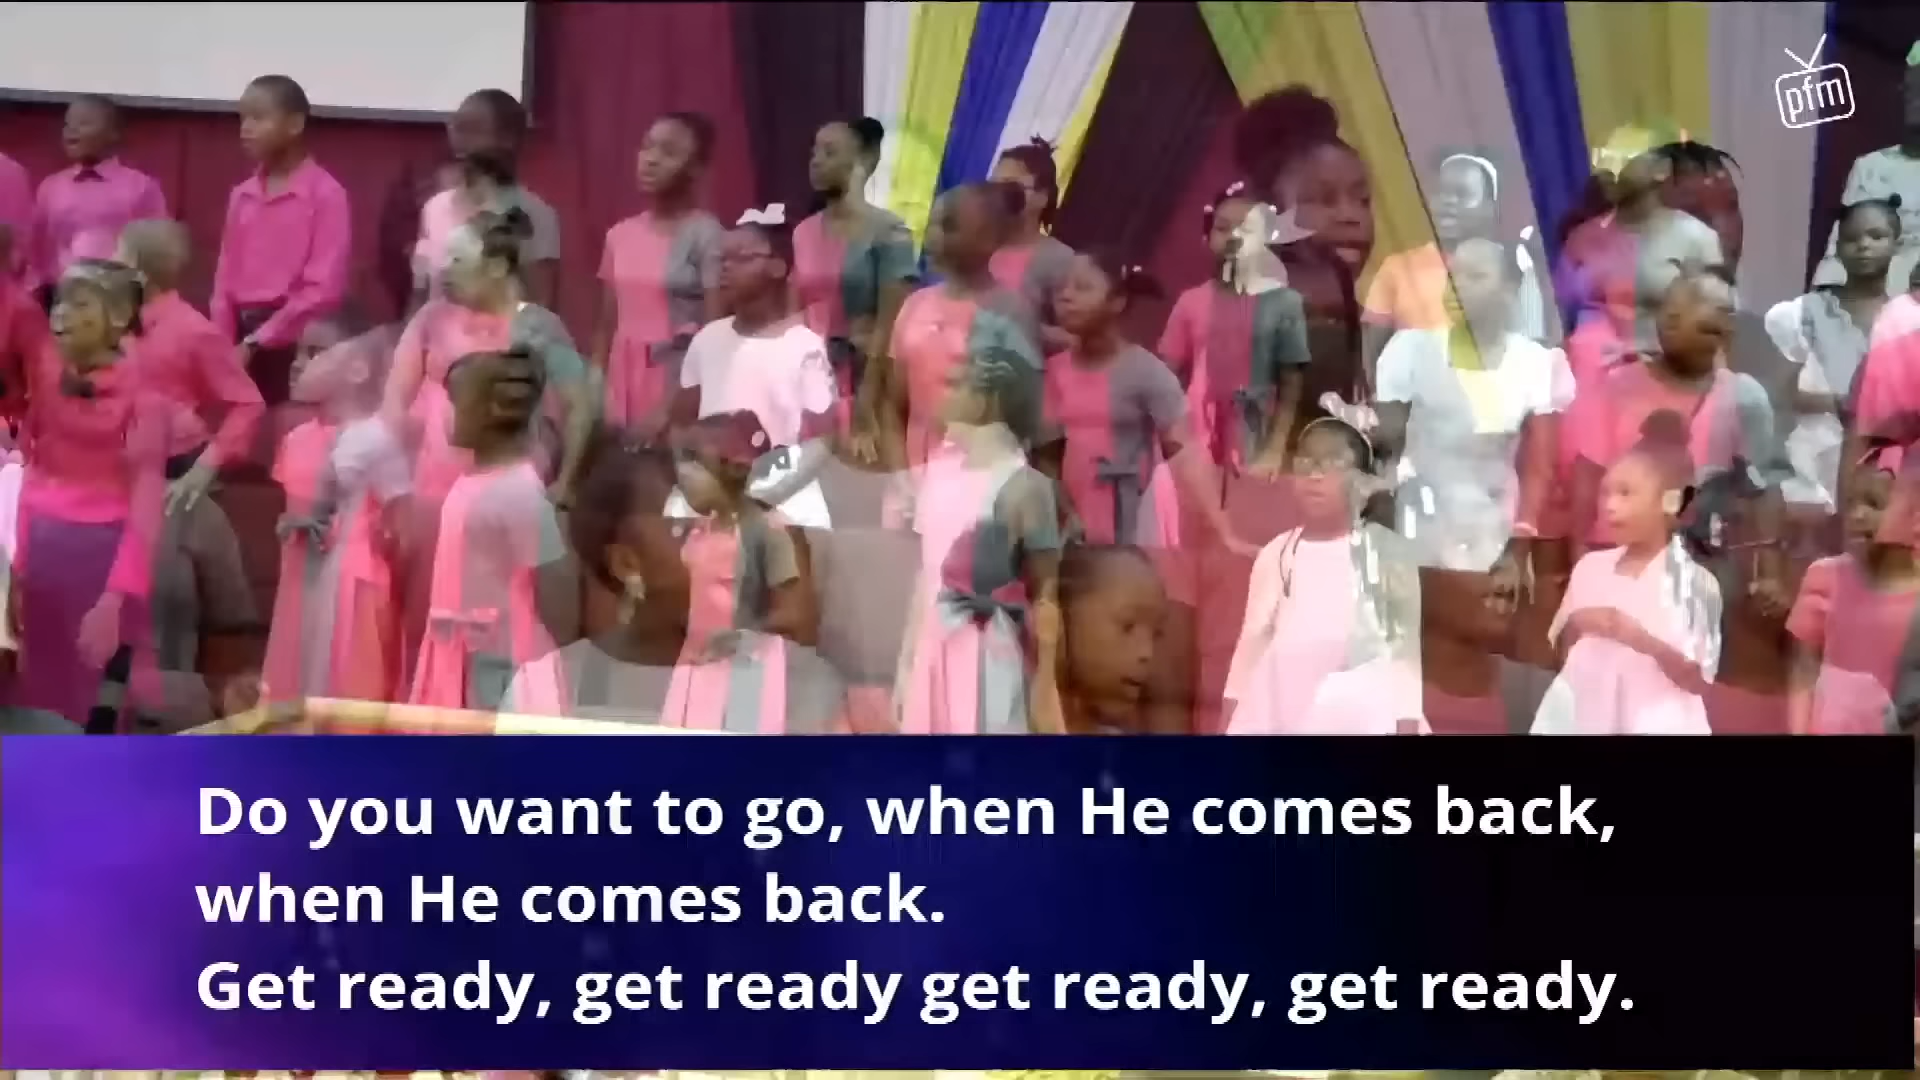 pfm
Do you want to go, when He comes back,
when He comes back.
Get ready, get ready get ready, get ready.